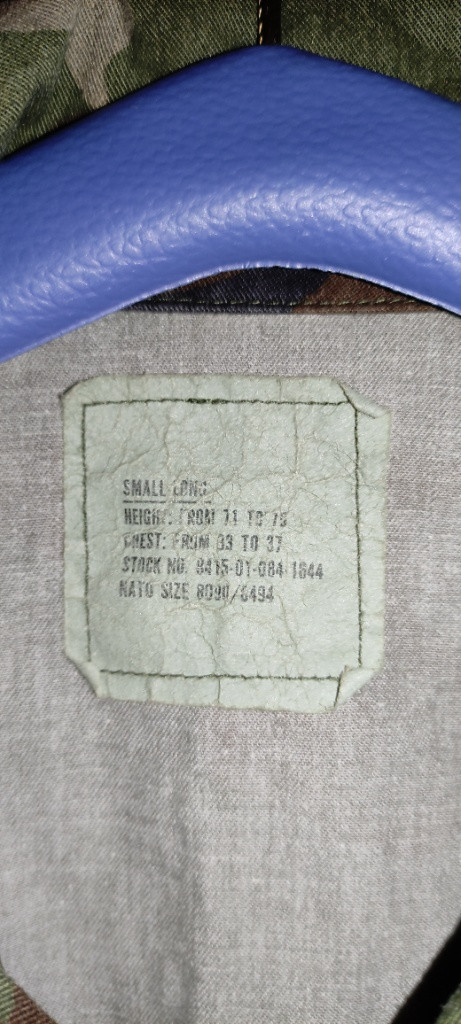 SMALL LONG
HEIGHT: FROM 71 TO 75
CHEST: FROM 33 TO 37
STOCK NO. 8415-01-084-1644
NATO SIZE 8090/8494